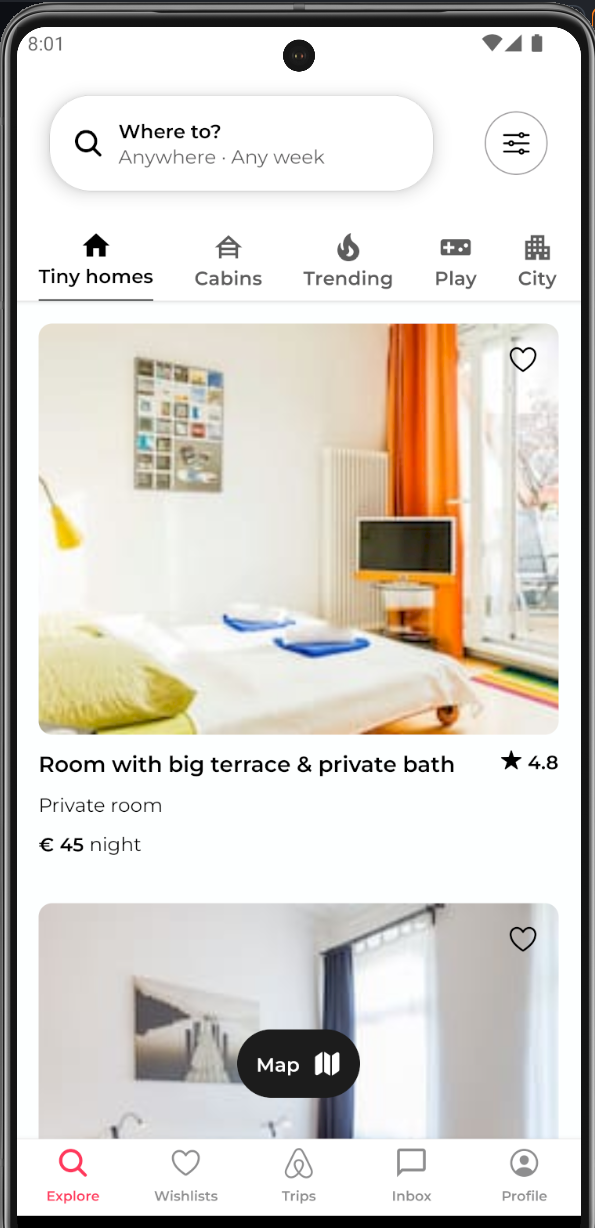 8:01
Where to?
Anywhere · Any week
Tiny homes
Cabins
Trending
Play
City
Room with big terrace & private bath
4.8
Private room
€ 45 night
Map
Explore
Wishlists
Trips
Inbox
Profile